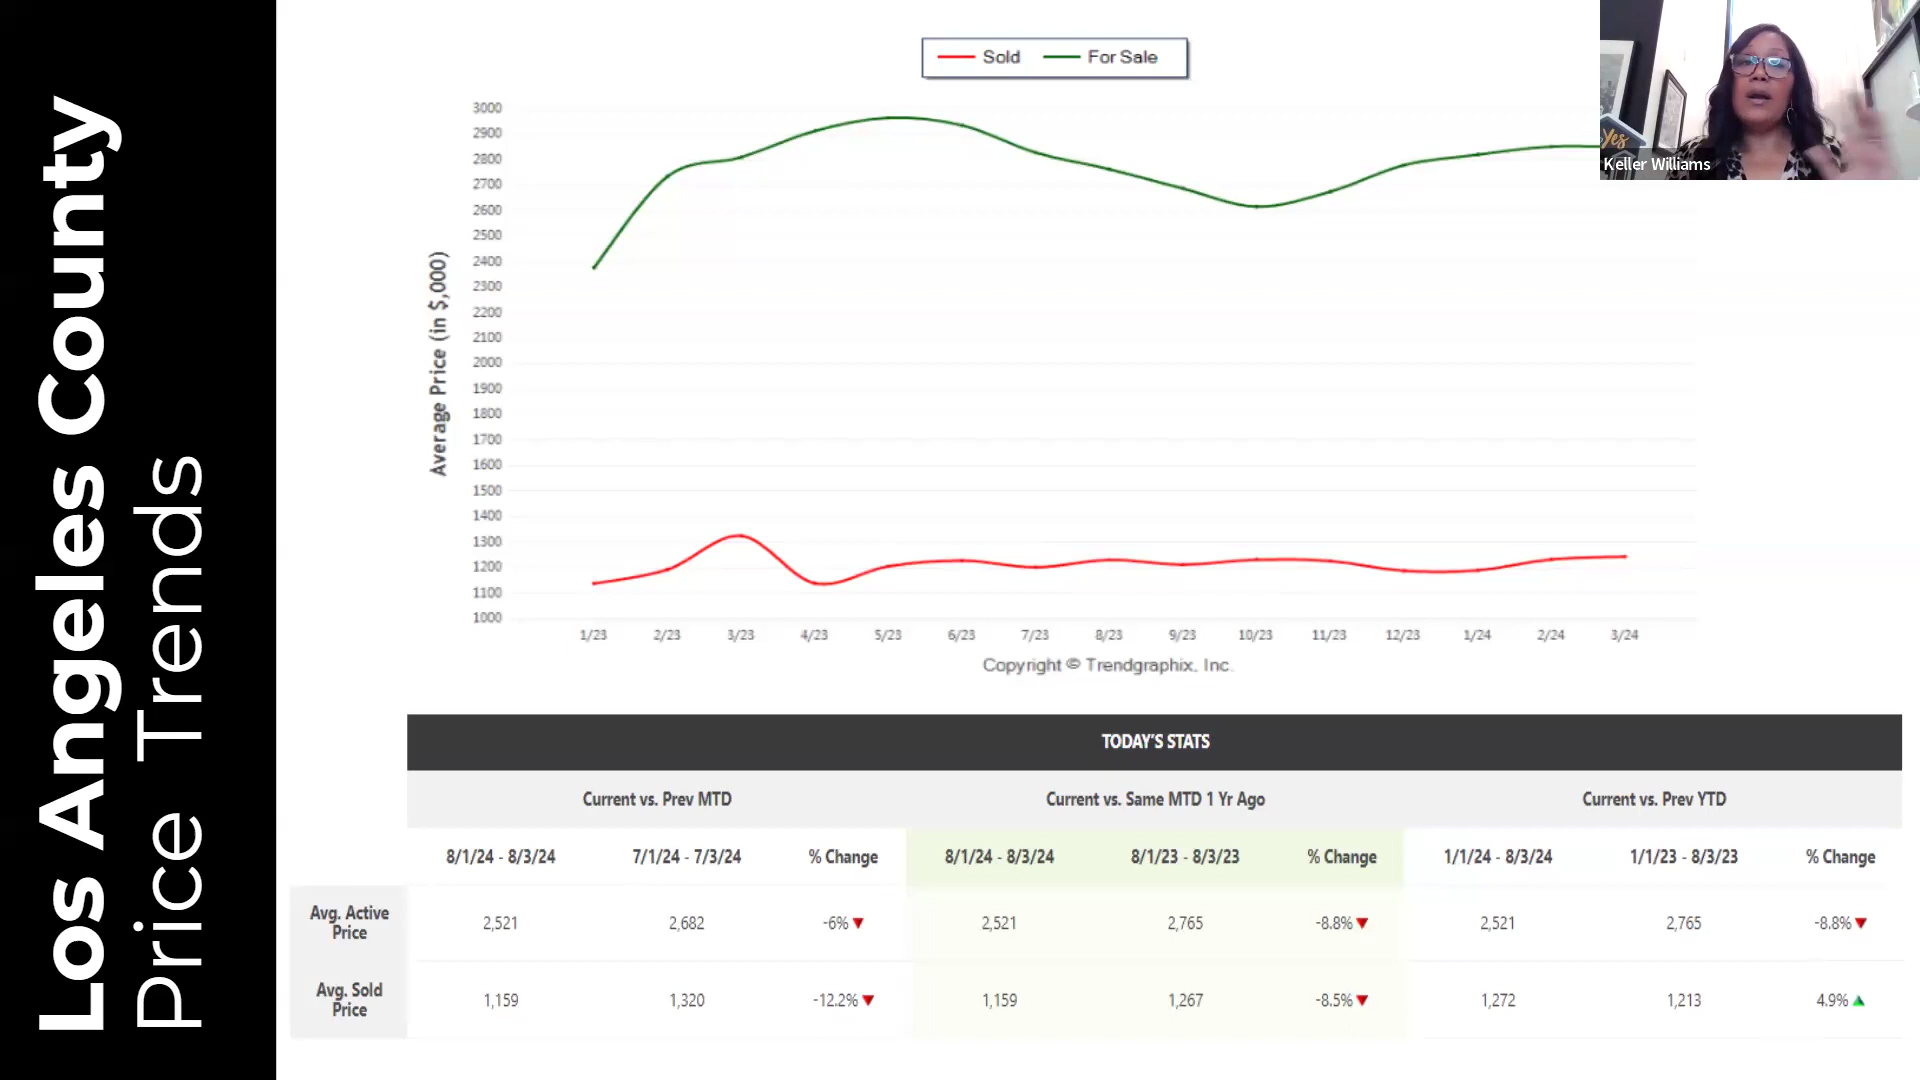 Los Angeles County
Price Trends
Sold For Sale
Yes
Keller Williams
Average Price (in $,000)
3000
2900
2800
2700
2600
2500
2400
2300
2200
2100
2000
1900
1800
1700
1600
1500
1400
1300
1200
1100
1000
1/23 2/23 3/23 4/23 5/23 6/23 7/23 8/23 9/23 10/23 11/23 12/23 1/24 2/24 3/24
Copyright © Trendgraphix, Inc.
TODAY'S STATS
Current vs. Prev MTD Current vs. Same MTD 1 Yr Ago Current vs. Prev YTD
8/1/24 - 8/3/24 7/1/24 - 7/3/24 % Change 8/1/24 - 8/3/24 8/1/23 - 8/3/23 % Change 1/1/24 - 8/3/24 1/1/23 - 8/3/23 % Change
Avg. Active Price 2,521 2,682 -6% ▼ 2,521 2,765 -8.8% ▼ 2,521 2,765 -8.8% ▼
Avg. Sold Price 1,159 1,320 -12.2% ▼ 1,159 1,267 -8.5% ▼ 1,272 1,213 4.9% ▲